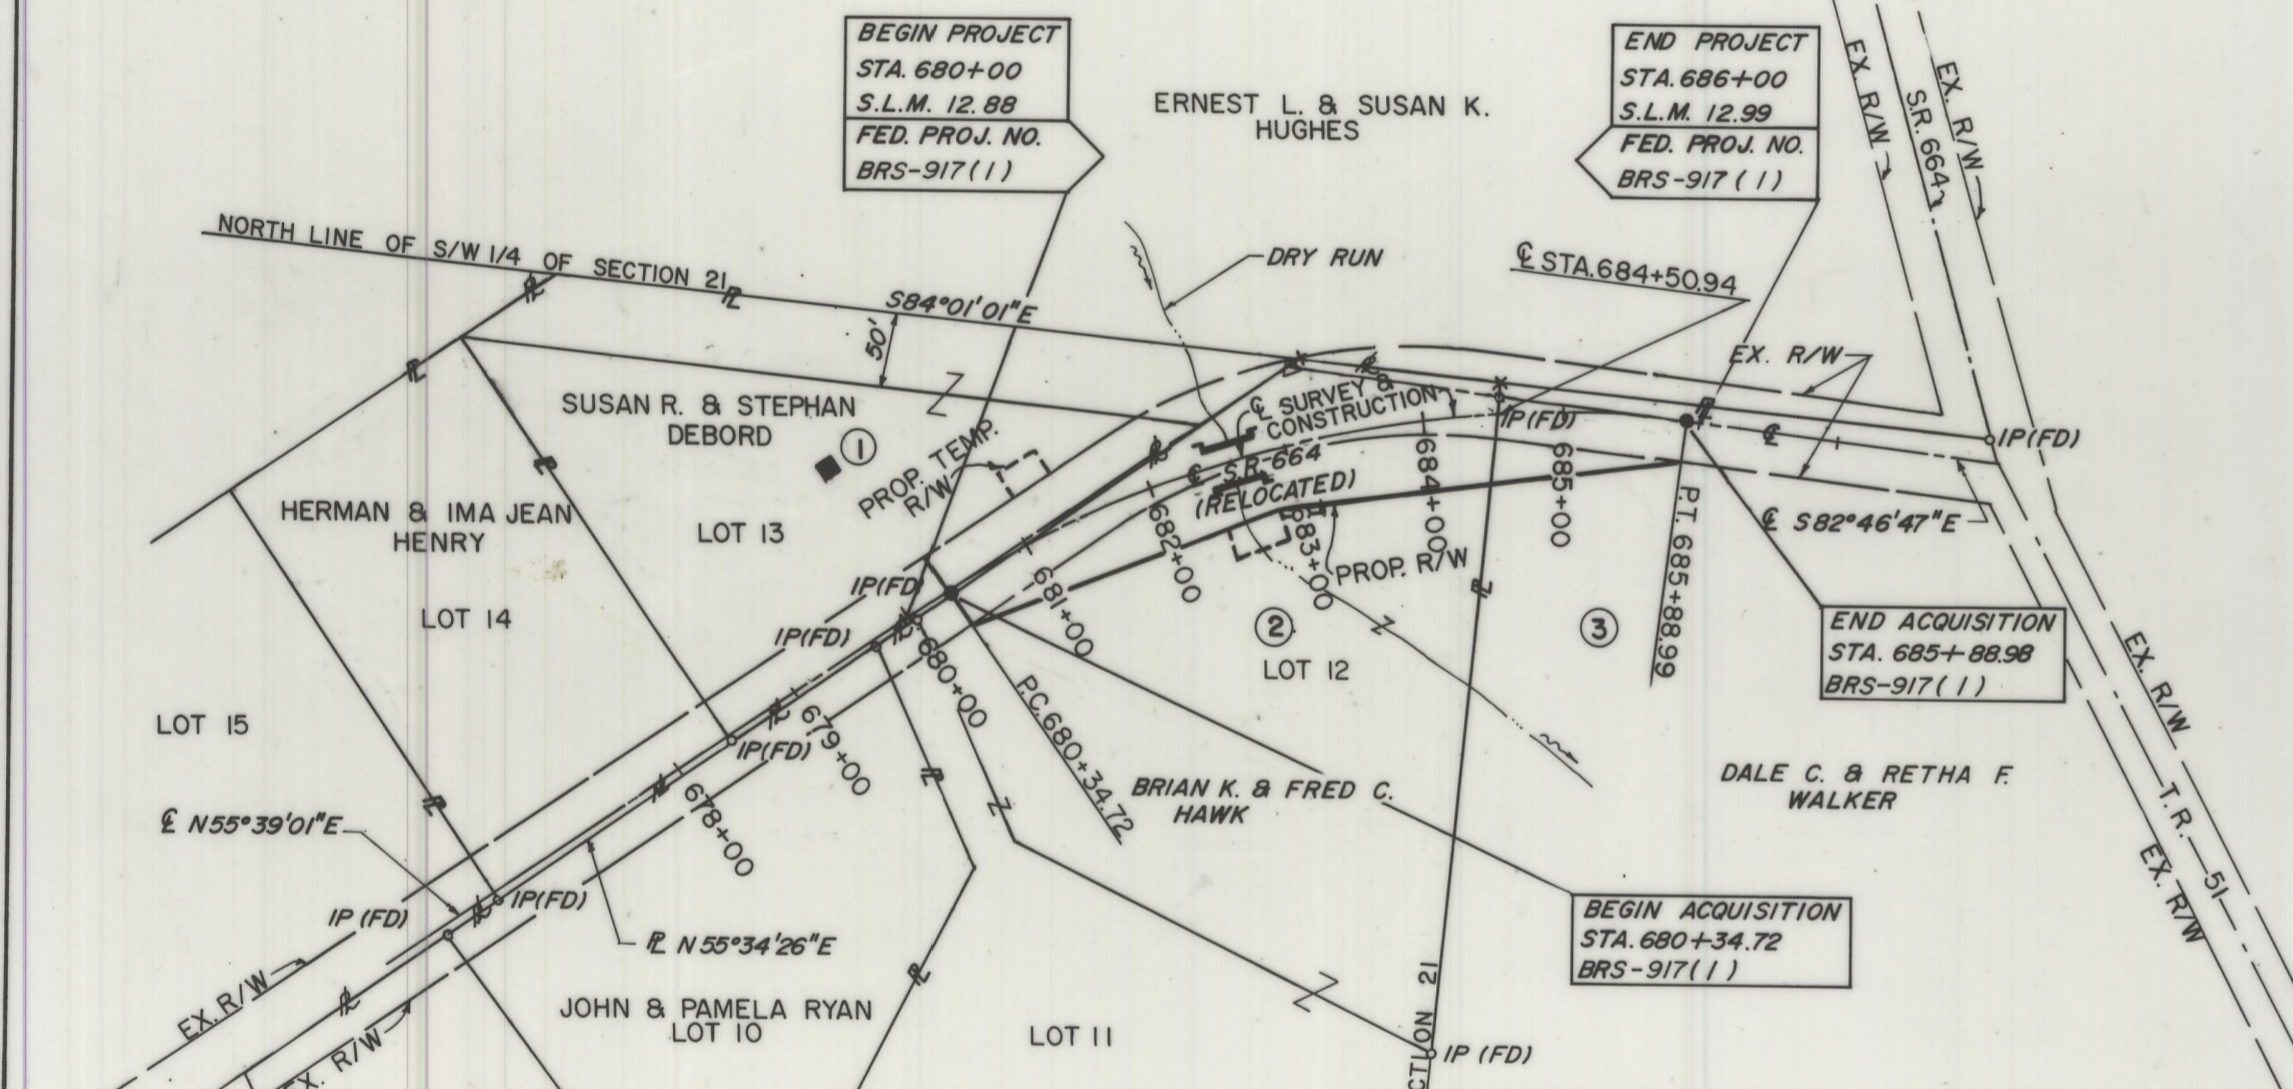 BEGIN PROJECT
STA. 680+00
S.L.M. 12.88
FED. PROJ. NO.
BRS-917(1)
ERNEST L. & SUSAN K.
HUGHES
END PROJECT
STA. 686+00
S.L.M. 12.99
FED. PROJ. NO.
BRS-917 (1)
EX. R/W
S.R. 664
EX. R/W
NORTH LINE OF S/W 1/4 OF SECTION 21
S84°01'01"E
50'
DRY RUN
℄ STA. 684+50.94
EX. R/W
SUSAN R. & STEPHAN
DEBORD
1
PROP. TEMP.
R/W
℄ SURVEY &
CONSTRUCTION
℄ S.R. 664
(RELOCATED)
IP(FD)
℄
IP(FD)
HERMAN & IMA JEAN
HENRY
LOT 13
LOT 14
LOT 15
℄ S82°46'47"E
PROP. R/W
678+00
679+00
680+00
681+00
682+00
683+00
684+00
685+00
P.T. 685+88.99
P.C. 680+34.72
IP(FD)
IP(FD)
IP(FD)
2
LOT 12
3
END ACQUISITION
STA. 685+88.98
BRS-917(1)
EX. R/W
T.R. 51
EX. R/W
BRIAN K. & FRED C.
HAWK
DALE C. & RETHA F.
WALKER
℄ N55°39'01"E
IP (FD)
IP(FD)
℄ N55°34'26"E
BEGIN ACQUISITION
STA. 680+34.72
BRS-917(1)
EX. R/W
EX. R/W
JOHN & PAMELA RYAN
LOT 10
LOT 11
CTION 21
IP (FD)